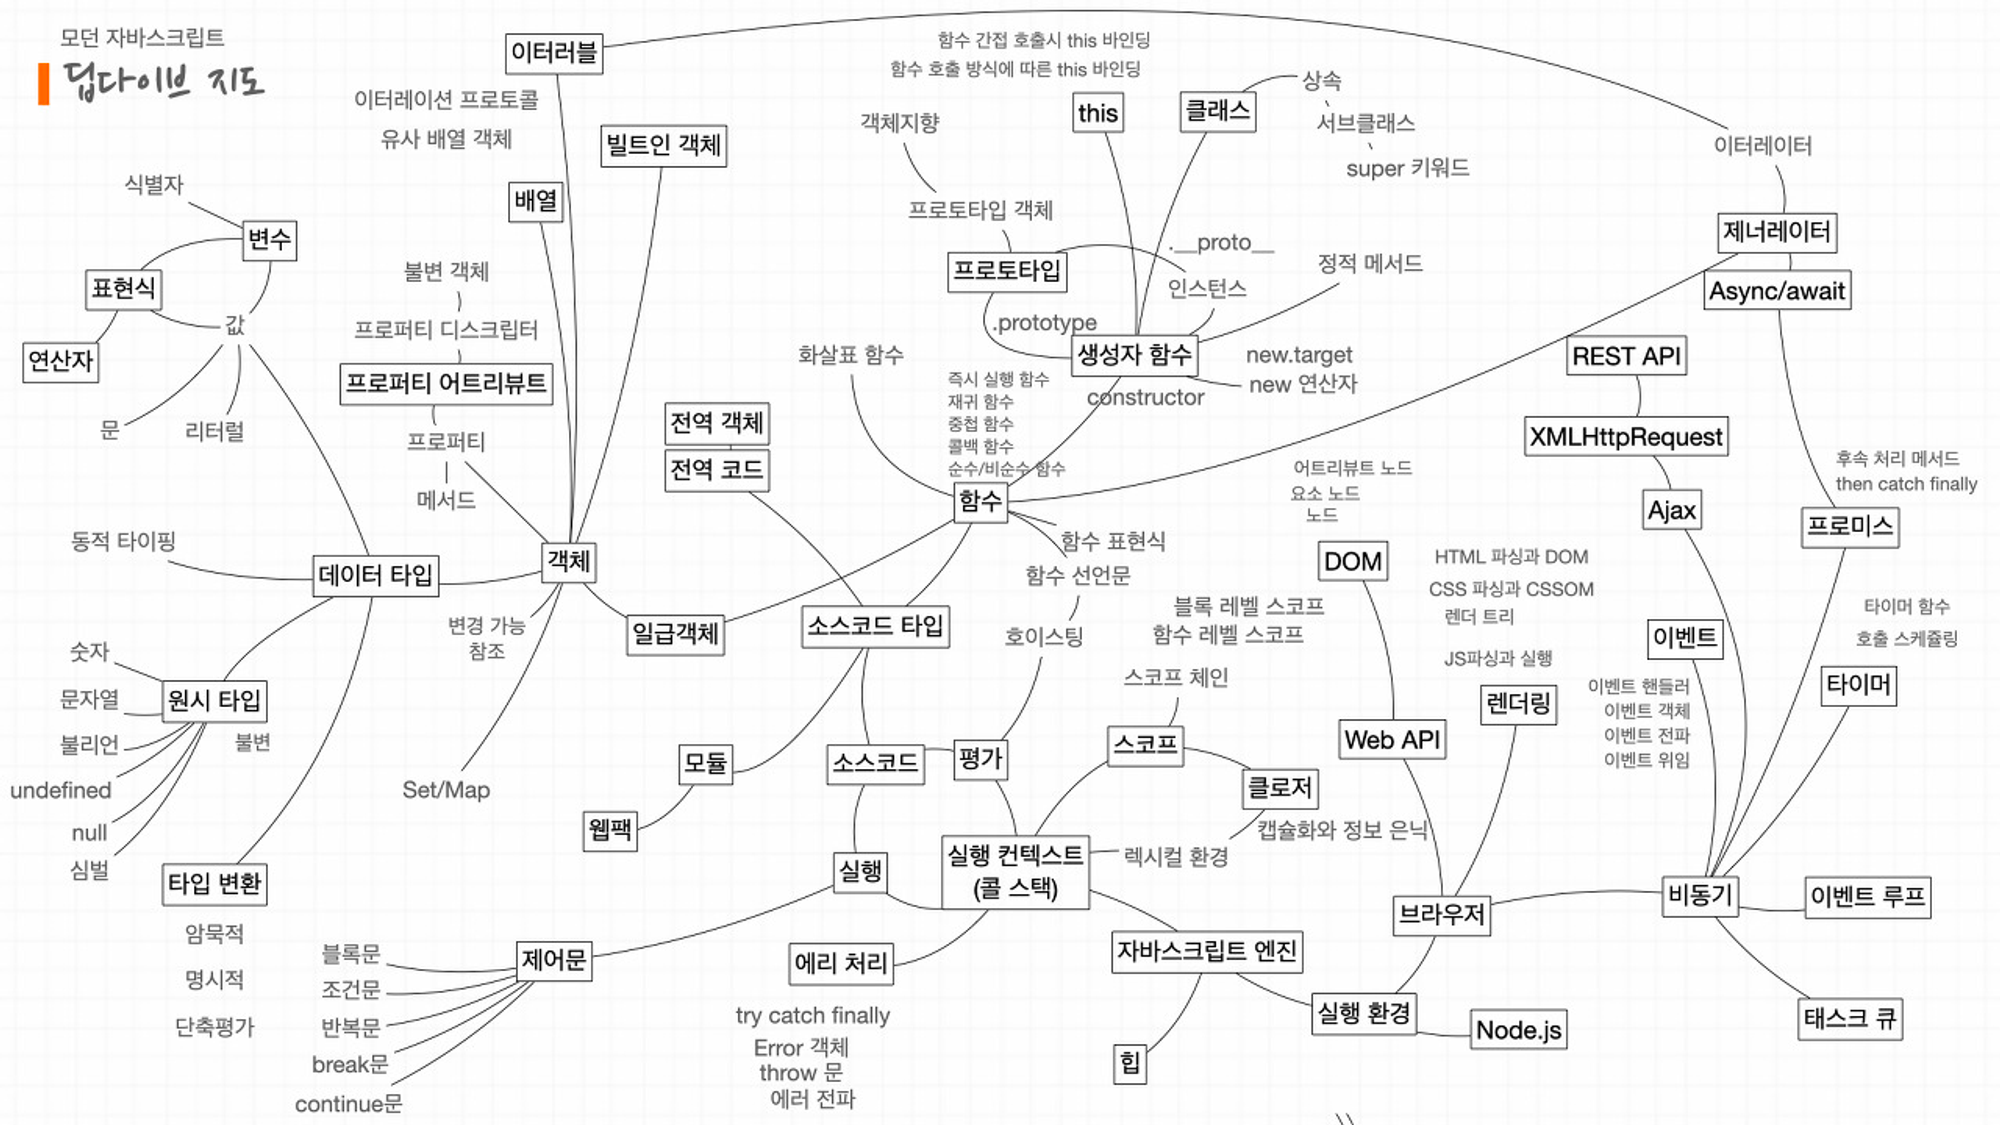 모던 자바스크립트
딥다이브 지도
이터러블
이터레이션 프로토콜
유사 배열 객체
빌트인 객체
배열
식별자
변수
표현식
값
연산자
문
리터럴
불변 객체
프로퍼티 디스크립터
프로퍼티 어트리뷰트
프로퍼티
메서드
함수 간접 호출시 this 바인딩
함수 호출 방식에 따른 this 바인딩
this
클래스
상속
서브클래스
super 키워드
객체지향
프로토타입 객체
프로토타입
.__proto__
인스턴스
정적 메서드
.prototype
생성자 함수
new.target
new 연산자
constructor
화살표 함수
즉시 실행 함수
재귀 함수
중첩 함수
콜백 함수
순수/비순수 함수
함수
전역 객체
전역 코드
이터레이터
제너레이터
Async/await
REST API
XMLHttpRequest
Ajax
후속 처리 메서드
then catch finally
프로미스
어트리뷰트 노드
요소 노드
노드
DOM
HTML 파싱과 DOM
CSS 파싱과 CSSOM
렌더 트리
JS파싱과 실행
렌더링
Web API
이벤트
이벤트 핸들러
이벤트 객체
이벤트 전파
이벤트 위임
타이머 함수
호출 스케쥴링
타이머
동적 타이핑
데이터 타입
객체
변경 가능
참조
일급객체
Set/Map
숫자
문자열
불리언
undefined
null
심벌
원시 타입
불변
타입 변환
암묵적
명시적
단축평가
함수 표현식
함수 선언문
호이스팅
소스코드 타입
블록 레벨 스코프
함수 레벨 스코프
스코프 체인
스코프
클로저
캡슐화와 정보 은닉
렉시컬 환경
모듈
웹팩
소스코드
평가
실행
실행 컨텍스트
(콜 스택)
제어문
블록문
조건문
반복문
break문
continue문
에리 처리
try catch finally
Error 객체
throw 문
에러 전파
자바스크립트 엔진
힙
실행 환경
Node.js
브라우저
비동기
이벤트 루프
태스크 큐